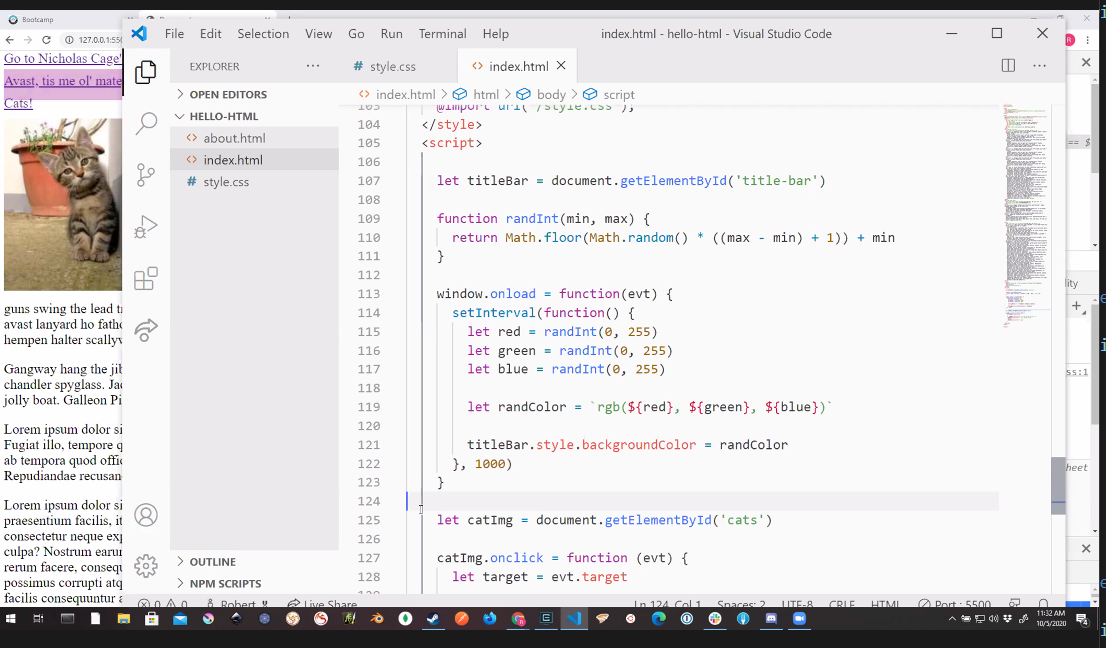 Bootcamp
127.0.0.1:550
Go to Nicholas Cage'
Avast, tis me ol' mate
Cats!
guns swing the lead tr
avast lanyard ho fatho
hempen halter scallyw
Gangway hang the jib
chandler spyglass. Jac
jolly boat. Galleon Pi
Lorem ipsum dolor si
Fugiat illo, tempore q
ab tempora quod offic
Repudiandae recusan
Lorem ipsum dolor si
praesentium facilis, it
consectetur neque exp
culpa? Nostrum earum
rerum facere, consequ
possimus corrupti atq
facilis consequuntur a
File Edit Selection View Go Run Terminal Help
index.html - hello-html - Visual Studio Code
EXPLORER ...
# style.css
<> index.html ×
OPEN EDITORS
HELLO-HTML
<> about.html
<> index.html
# style.css
OUTLINE
NPM SCRIPTS
<> index.html > html > body > script
103 @import url("/style.css");
104 </style>
105 <script>
106
107 let titleBar = document.getElementById('title-bar')
108
109 function randInt(min, max) {
110 return Math.floor(Math.random() * ((max - min) + 1)) + min
111 }
112
113 window.onload = function(evt) {
114 setInterval(function() {
115 let red = randInt(0, 255)
116 let green = randInt(0, 255)
117 let blue = randInt(0, 255)
118
119 let randColor = `rgb(${red}, ${green}, ${blue})`
120
121 titleBar.style.backgroundColor = randColor
122 }, 1000)
123 }
124
125 let catImg = document.getElementById('cats')
126
127 catImg.onclick = function (evt) {
128 let target = evt.target
0 0 Robert Live Share
Ln 124, Col 1 Spaces: 2 UTF-8 CRLF HTML Port : 5500
== $
lity
ss:1
heet
11:32 AM
10/5/2020